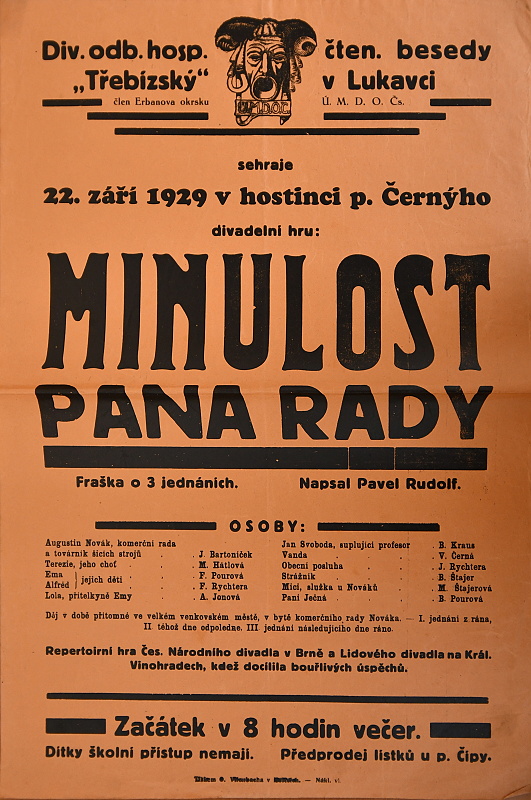 Div. odb. hosp. čten. besedy
„Třebízský“ v Lukavci
člen Erbanova okrsku Ú. M. D. O. Čs.
Ú.M.D.O.Č.
sehraje
22. září 1929 v hostinci p. Černýho
divadelní hru:
MINULOST
PANA RADY
Fraška o 3 jednáních. Napsal Pavel Rudolf.
OSOBY:
Augustin Novák, komerční rada
a továrník šicích strojů . . J. Bartoníček
Terezie, jeho choť . . . M. Hátlová
Ema } jejich děti . . . F. Pourová
Alfréd . . . F. Rychtera
Lola, přítelkyně Emy . . A. Jonová
Jan Svoboda, suplující profesor . B. Kraus
Vanda . . . . V. Černá
Obecní posluha . . . J. Rychtera
Strážník . . . . B. Štajer
Mici, služka u Nováků . . M. Štajerová
Paní Ječná . . . . B. Pourová
Děj v době přítomné ve velkém venkovském městě, v bytě komerčního rady Nováka. — I. jednání z rána,
II. téhož dne odpoledne. III. jednání následujícího dne ráno.
Repertoirní hra Čes. Národního divadla v Brně a Lidového divadla na Král.
Vinohradech, kdež docílila bouřlivých úspěchů.
Začátek v 8 hodin večer.
Dítky školní přístup nemají. Předprodej lístků u p. Čípy.
Tiskem O. v — Nákl. vl.